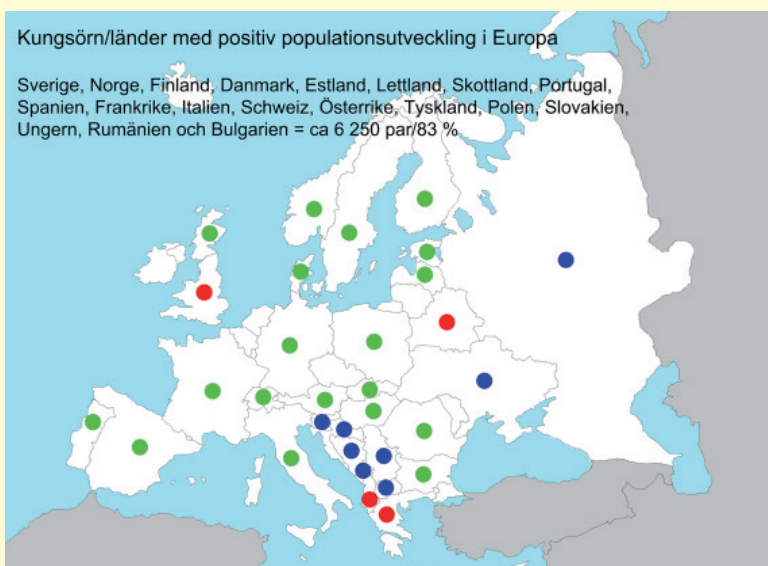 Kungsörn/länder med positiv populationsutveckling i Europa
Sverige, Norge, Finland, Danmark, Estland, Lettland, Skottland, Portugal,
Spanien, Frankrike, Italien, Schweiz, Österrike, Tyskland, Polen, Slovakien,
Ungern, Rumänien och Bulgarien = ca 6 250 par/83 %